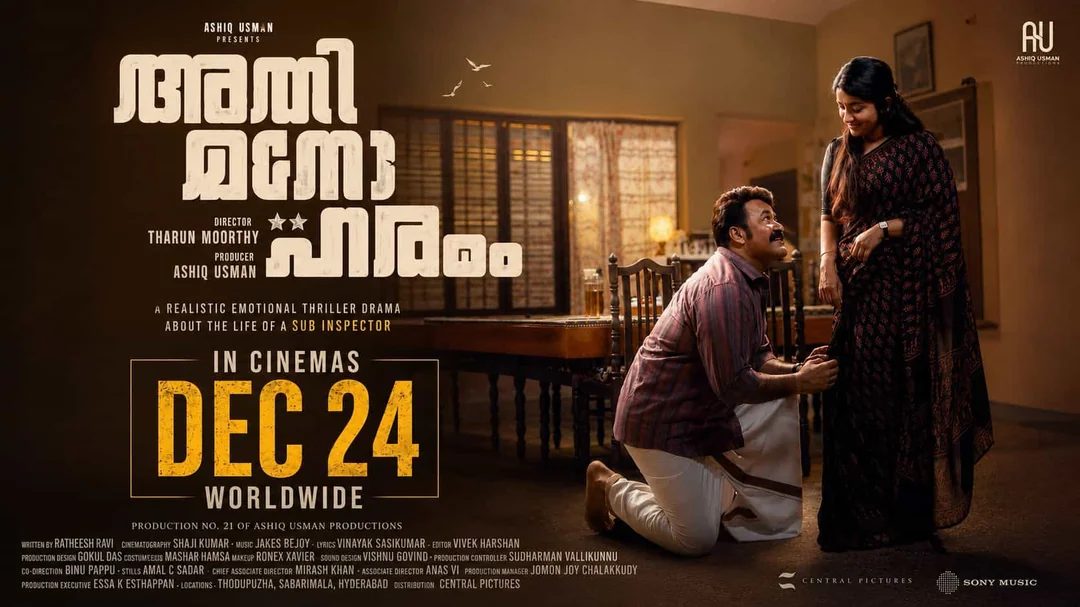 ASHIQ USMAN
PRESENTS
അതി
മനോ
ഹരമം
DIRECTOR
THARUN MOORTHY
PRODUCER
ASHIQ USMAN
A REALISTIC EMOTIONAL THRILLER DRAMA
ABOUT THE LIFE OF A SUB INSPECTOR
IN CINEMAS
DEC 24
WORLDWIDE
PRODUCTION NO. 21 OF ASHIQ USMAN PRODUCTIONS
WRITTEN BY RATHEESH RAVI CINEMATOGRAPHY SHAJI KUMAR • MUSIC JAKES BEJOY • LYRICS VINAYAK SASIKUMAR • EDITOR VIVEK HARSHAN
PRODUCTION DESIGN GOKUL DAS COSTUMES MASHAR HAMSA MAKEUP RONEX XAVIER SOUND DESIGN VISHNU GOVIND • PRODUCTION CONTROLLER SUDHARMAN VALLIKUNNU
CO-DIRECTION BINU PAPPU • STILLS AMAL C SADAR • CHIEF ASSOCIATE DIRECTOR MIRASH KHAN • ASSOCIATE DIRECTOR ANAS VI PRODUCTION MANAGER JOMON JOY CHALAKKUDY
PRODUCTION EXECUTIVE ESSA K ESTHAPPAN • LOCATIONS • THODUPUZHA, SABARIMALA, HYDERABAD DISTRIBUTION CENTRAL PICTURES
AU
ASHIQ USMAN
PRODUCTIONS
CENTRAL PICTURES
SONY MUSIC